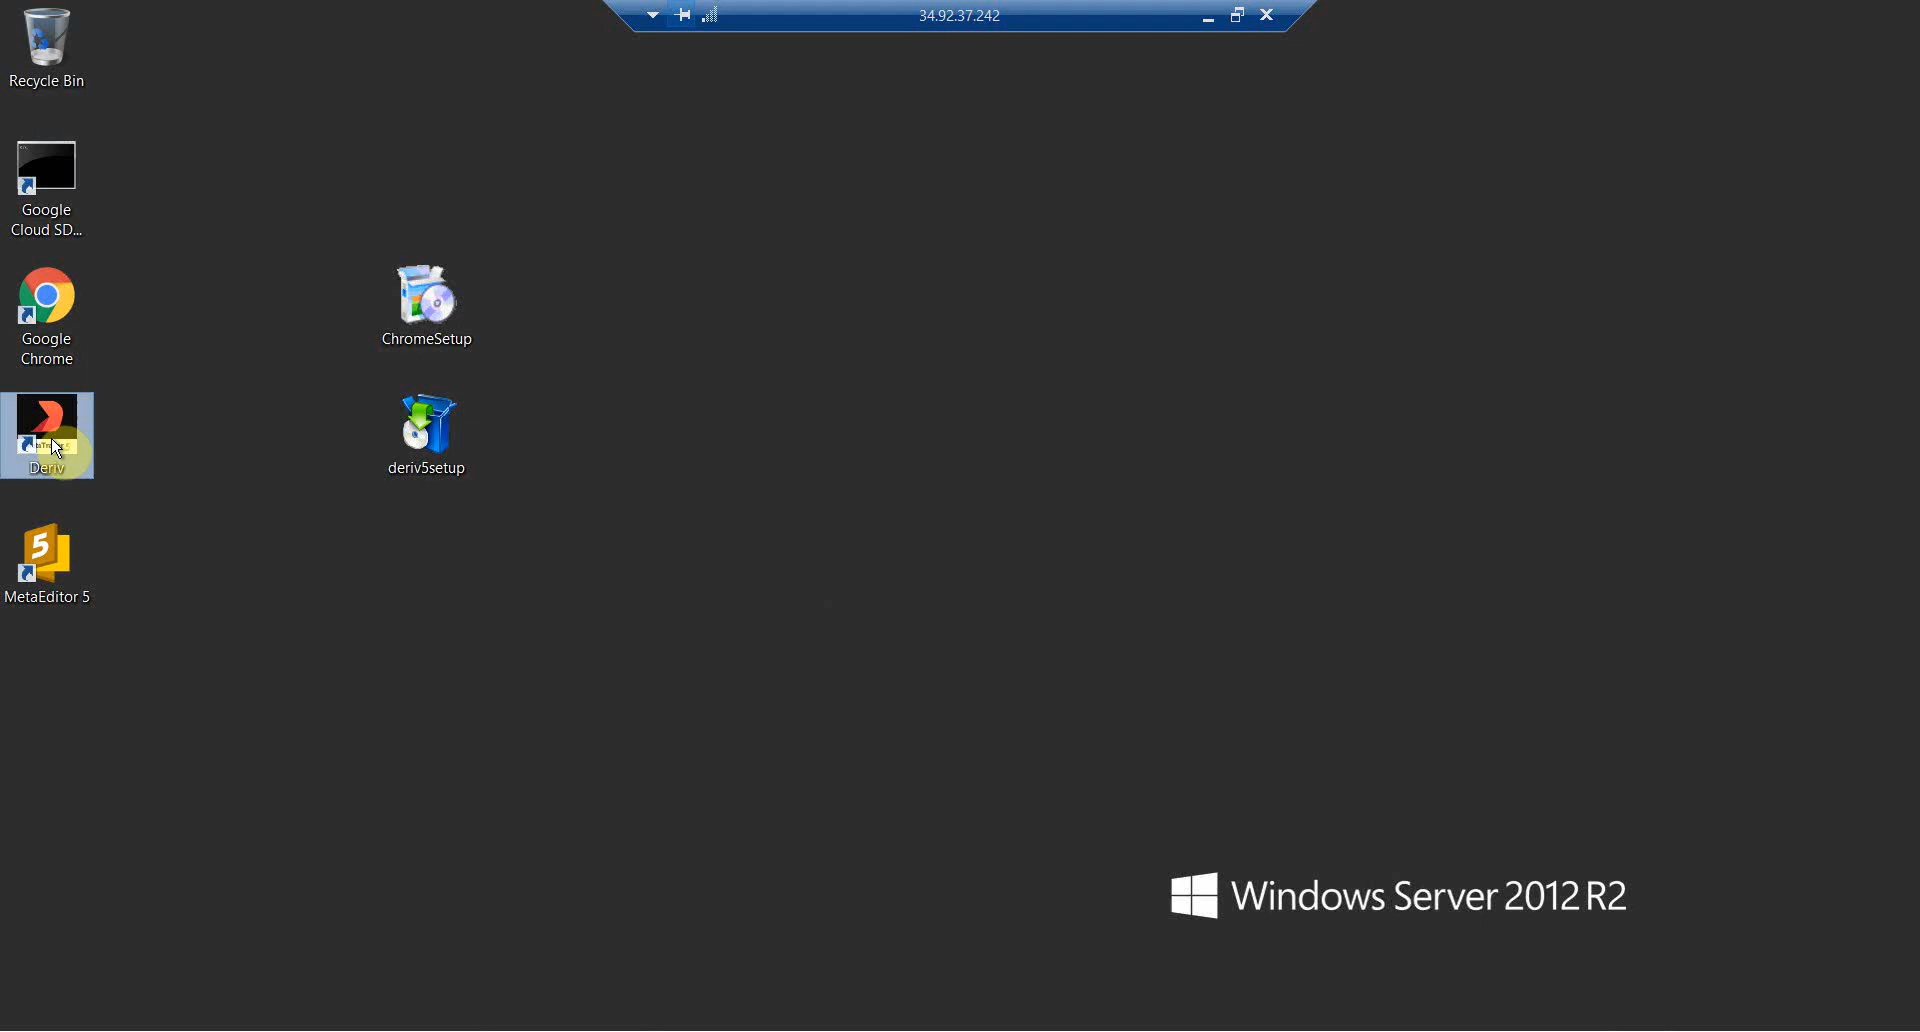 34.92.37.242
Recycle Bin
Google
Cloud SD...
Google
Chrome
Deriv
5
MetaEditor 5
ChromeSetup
deriv5setup
Windows Server 2012 R2